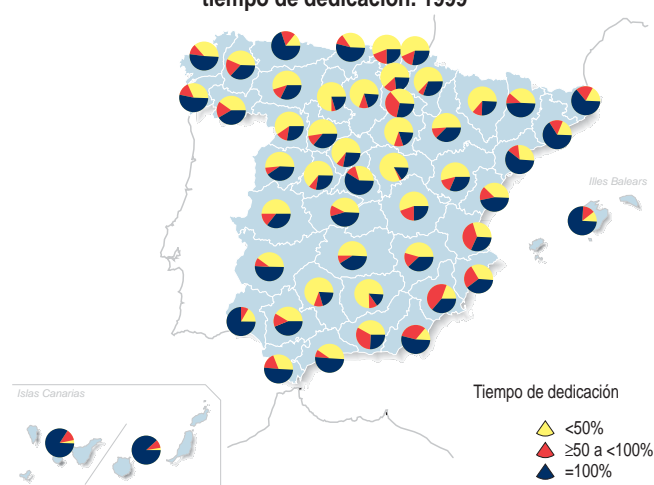 tiempo de dedicación. 1999
Illes Balears
Islas Canarias
Tiempo de dedicación
<50%
≥50 a <100%
=100%